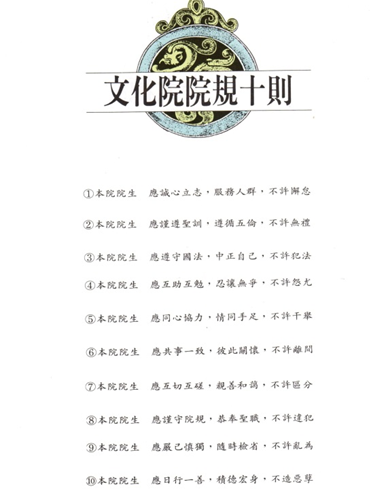 文化院院規十則
①本院院生 應誠心立志，服務人群，不許懈怠
②本院院生 應謹遵聖訓，遵循五倫，不許無禮
③本院院生 應遵守國法，中正自己，不許犯法
④本院院生 應互助互勉，忍讓無爭，不許怨尤
⑤本院院生 應同心協力，情同手足，不許干舉
⑥本院院生 應共事一致，彼此關懷，不許離間
⑦本院院生 應互切互磋，親善和諧，不許區分
⑧本院院生 應謹守院規，恭奉聖職，不許違犯
⑨本院院生 應嚴己慎獨，隨時檢省，不許亂為
⑩本院院生 應日行一善，積德宏身，不造惡孽